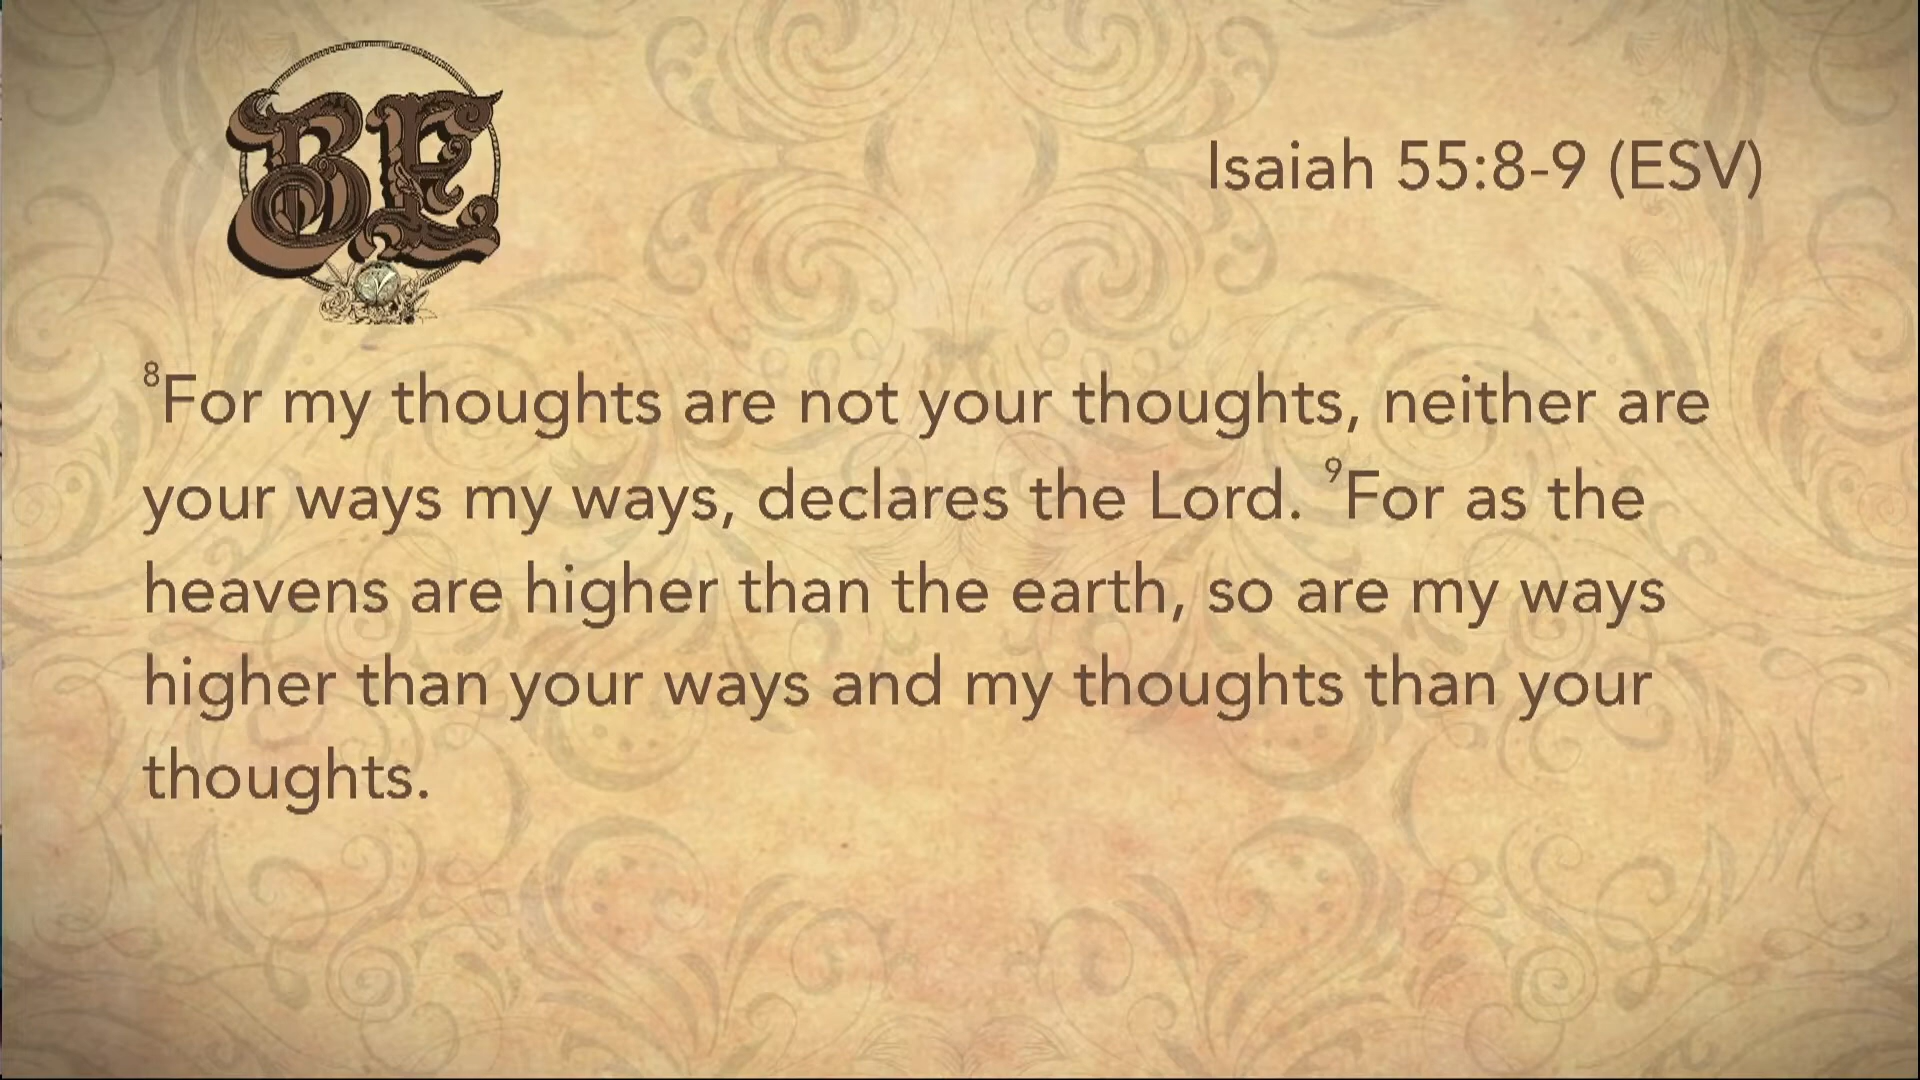 BE
Isaiah 55:8-9 (ESV)
⁸For my thoughts are not your thoughts, neither are
your ways my ways, declares the Lord. ⁹For as the
heavens are higher than the earth, so are my ways
higher than your ways and my thoughts than your
thoughts.